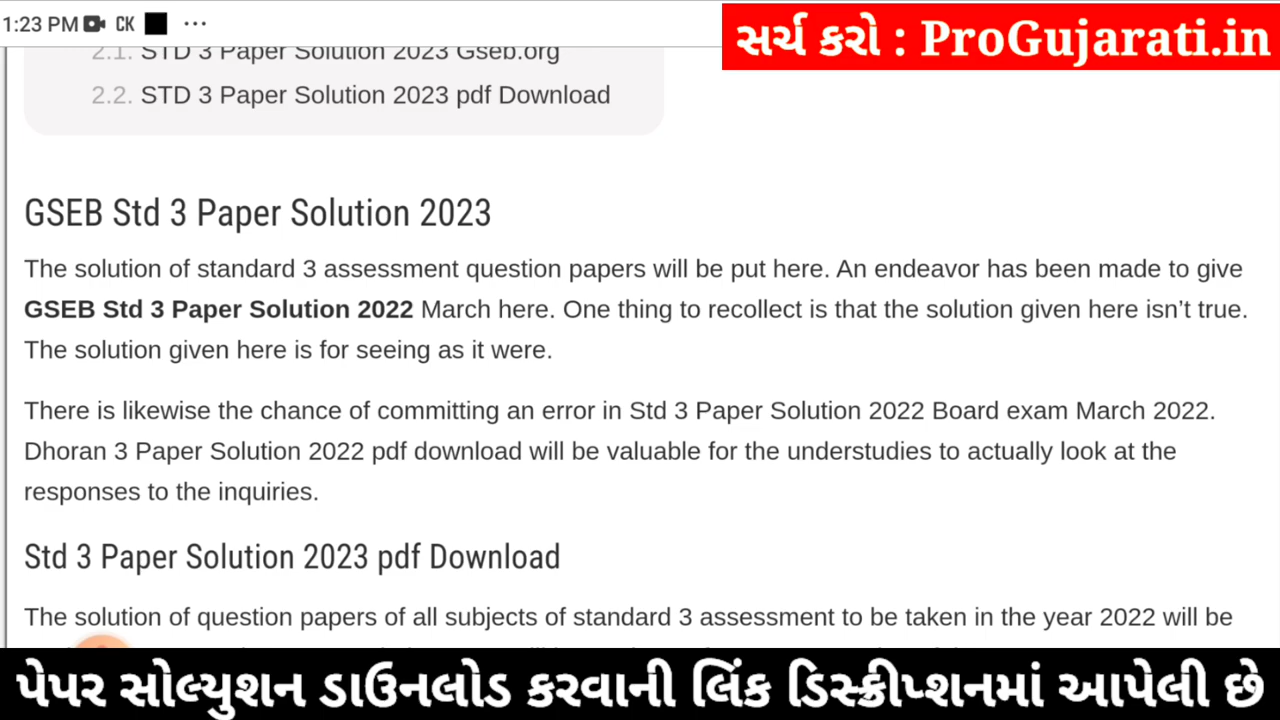 1:23 PM CK ...
સર્ચ કરો : ProGujarati.in
2.1. STD 3 Paper Solution 2023 Gseb.org
2.2. STD 3 Paper Solution 2023 pdf Download
GSEB Std 3 Paper Solution 2023
The solution of standard 3 assessment question papers will be put here. An endeavor has been made to give
GSEB Std 3 Paper Solution 2022 March here. One thing to recollect is that the solution given here isn’t true.
The solution given here is for seeing as it were.
There is likewise the chance of committing an error in Std 3 Paper Solution 2022 Board exam March 2022.
Dhoran 3 Paper Solution 2022 pdf download will be valuable for the understudies to actually look at the
responses to the inquiries.
Std 3 Paper Solution 2023 pdf Download
The solution of question papers of all subjects of standard 3 assessment to be taken in the year 2022 will be
પેપર સોલ્યુશન ડાઉનલોડ કરવાની લિંક ડિસ્ક્રીપ્શનમાં આપેલી છે